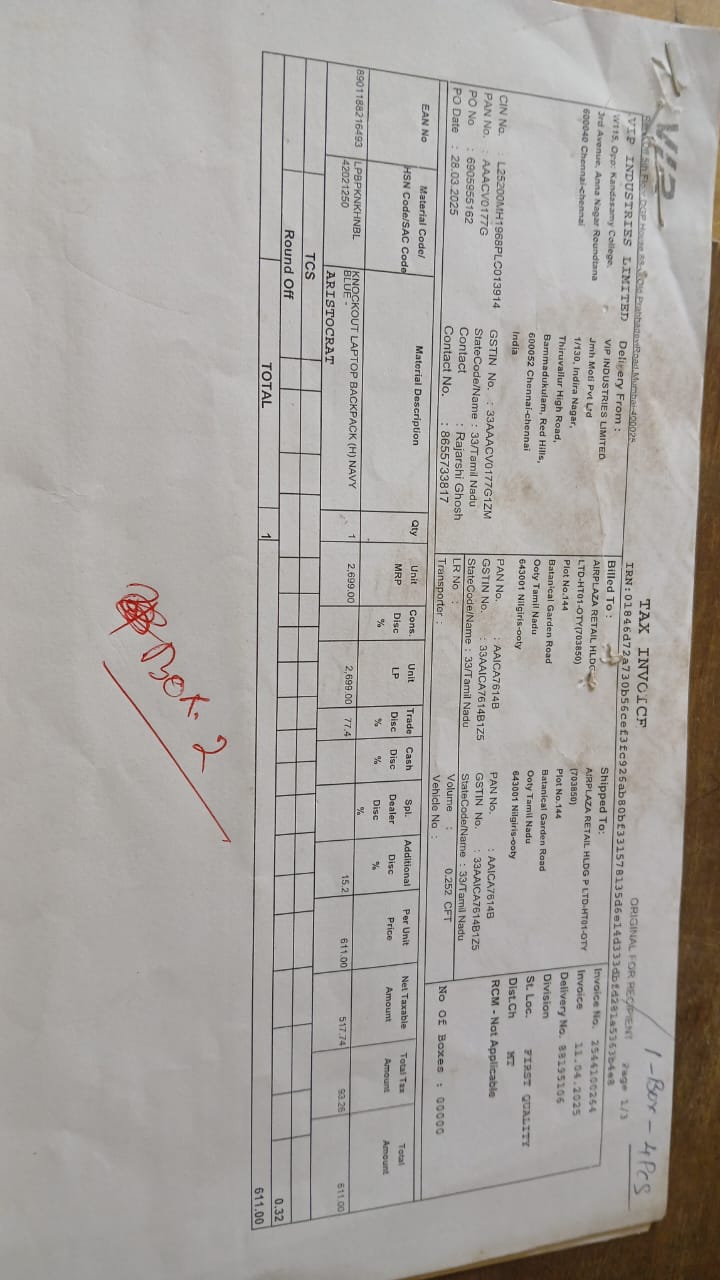 TAX INVOICE
ORIGINAL FOR RECIPIENT Page 1/3
1-Box - 4Pcs
VIP
VIP INDUSTRIES LIMITED
W115, Opp: Kandasamy College,
3rd Avenue, Anna Nagar Roundtana
600040 Chennai-chennai
Delivery From :
VIP INDUSTRIES LIMITED
Jmh Moti Pvt Ltd
1/130, Indira Nagar,
Thiruvallur High Road,
Bammadukulam, Red Hills,
600052 Chennai-chennai
India
Billed To :
AIRPLAZA RETAIL HLDG
LTD-HT01-OTY(703850)
Plot No.144
Batanical Garden Road
Ooty Tamil Nadu
643001 Nilgiris-ooty
Shipped To:
AIRPLAZA RETAIL HLDG P LTD-HT01-OTY
(703850)
Plot No.144
Batanical Garden Road
Ooty Tamil Nadu
643001 Nilgiris-ooty
Invoice No. 2544100264
Invoice 11.04.2025
Delivery No. 88195106
Division
St. Loc. FIRST QUALITY
Dist.Ch MT
RCM - Not Applicable
CIN No. : L25200MH1968PLC013914
PAN No. : AAACV0177G
PO No : 6905955162
PO Date : 28.03.2025
GSTIN No. : 33AAACV0177G1ZM
StateCode/Name : 33/Tamil Nadu
Contact : Rajarshi Ghosh
Contact No. : 8655733817
PAN No. : AAICA7614B
GSTIN No. : 33AAICA7614B1Z5
StateCode/Name : 33/Tamil Nadu
LR No :
Transporter :
PAN No. : AAICA7614B
GSTIN No. : 33AAICA7614B1Z5
StateCode/Name : 33/Tamil Nadu
Volume : 0.252 CFT
Vehicle No :
No Of Boxes : 00000
EAN No Material Code/ HSN Code/SAC Code Material Description Qty Unit MRP Cons. Disc % Unit LP Trade Disc % Cash Disc % Spl. Dealer Disc % Additional Disc % Per Unit Price Net Taxable Amount Total Tax Amount Total Amount
8901188216493 LPBPKNKHNBL KNOCKOUT LAPTOP BACKPACK (H) NAVY 1 2,699.00 2,699.00 77.4 15.2 611.00 517.74 93.26 611.00
42021250 BLUE -
ARISTOCRAT
TCS
Round Off 0.32
TOTAL 1 611.00
Box. 2